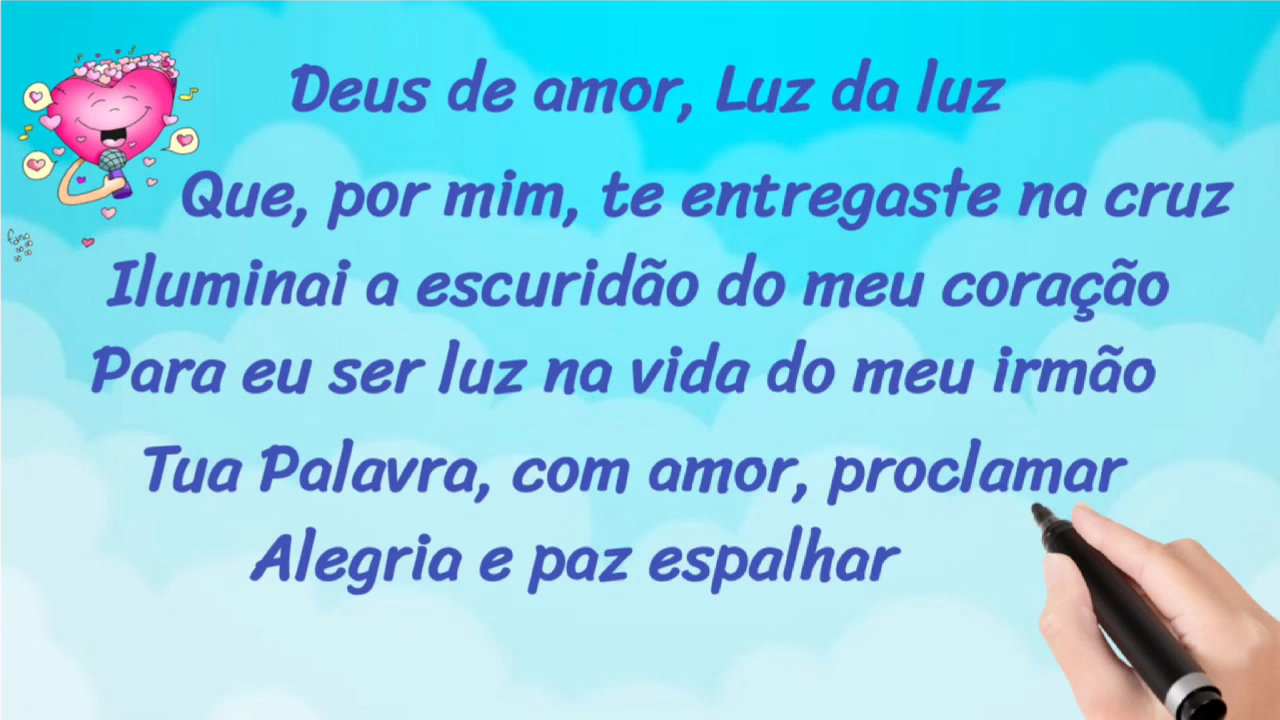 Deus de amor, Luz da luz
Que, por mim, te entregaste na cruz
Iluminai a escuridão do meu coração
Para eu ser luz na vida do meu irmão
Tua Palavra, com amor, proclamar
Alegria e paz espalhar
fano